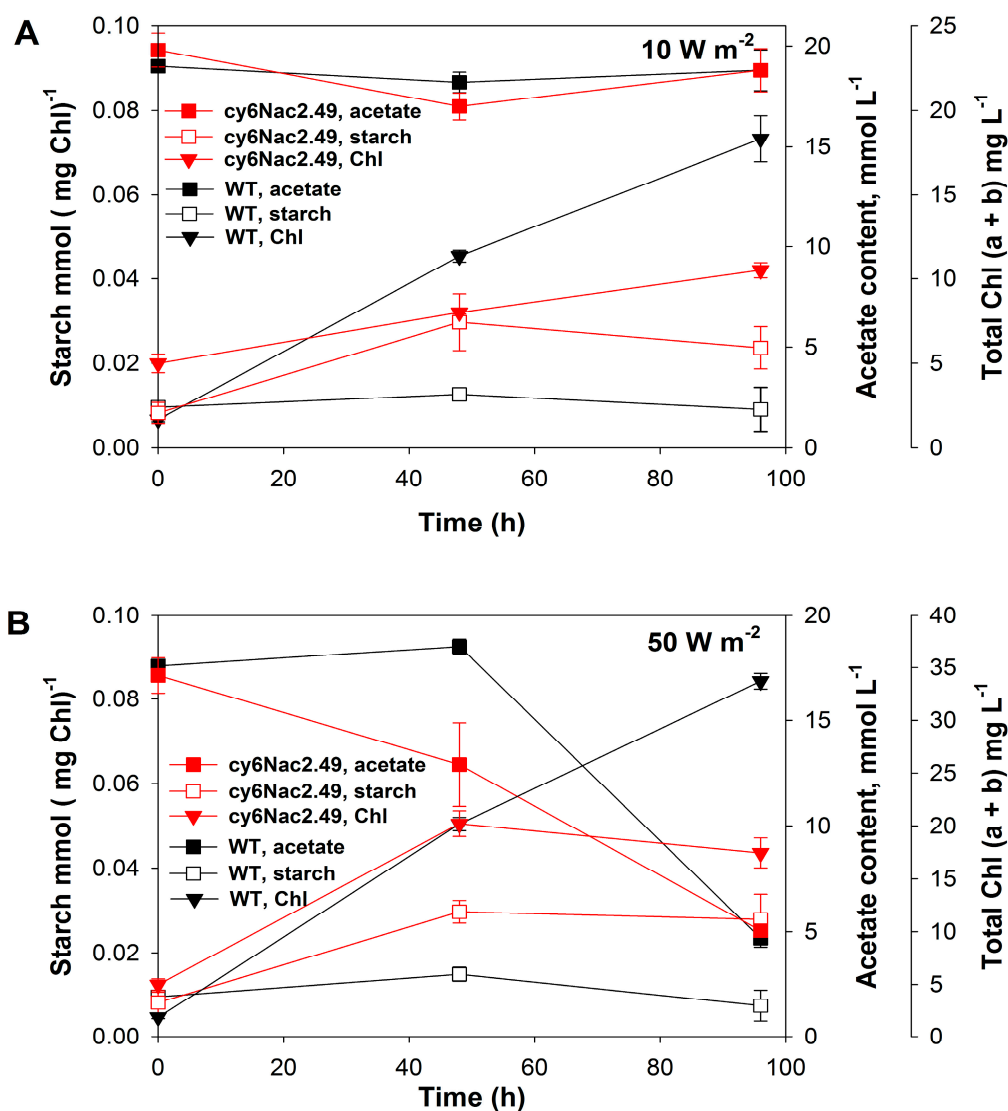 A
10 W m-2
Starch mmol ( mg Chl)-1
0.10
0.08
0.06
0.04
0.02
0.00
cy6Nac2.49, acetate
cy6Nac2.49, starch
cy6Nac2.49, Chl
WT, acetate
WT, starch
WT, Chl
20
15
10
5
0
Acetate content, mmol L-1
25
20
15
10
5
0
Total Chl (a + b) mg L-1
0 20 40 60 80 100
Time (h)
B
50 W m-2
Starch mmol ( mg Chl)-1
0.10
0.08
0.06
0.04
0.02
0.00
cy6Nac2.49, acetate
cy6Nac2.49, starch
cy6Nac2.49, Chl
WT, acetate
WT, starch
WT, Chl
20
15
10
5
0
Acetate content, mmol L-1
40
35
30
25
20
15
10
5
0
Total Chl (a + b) mg L-1
0 20 40 60 80 100
Time (h)